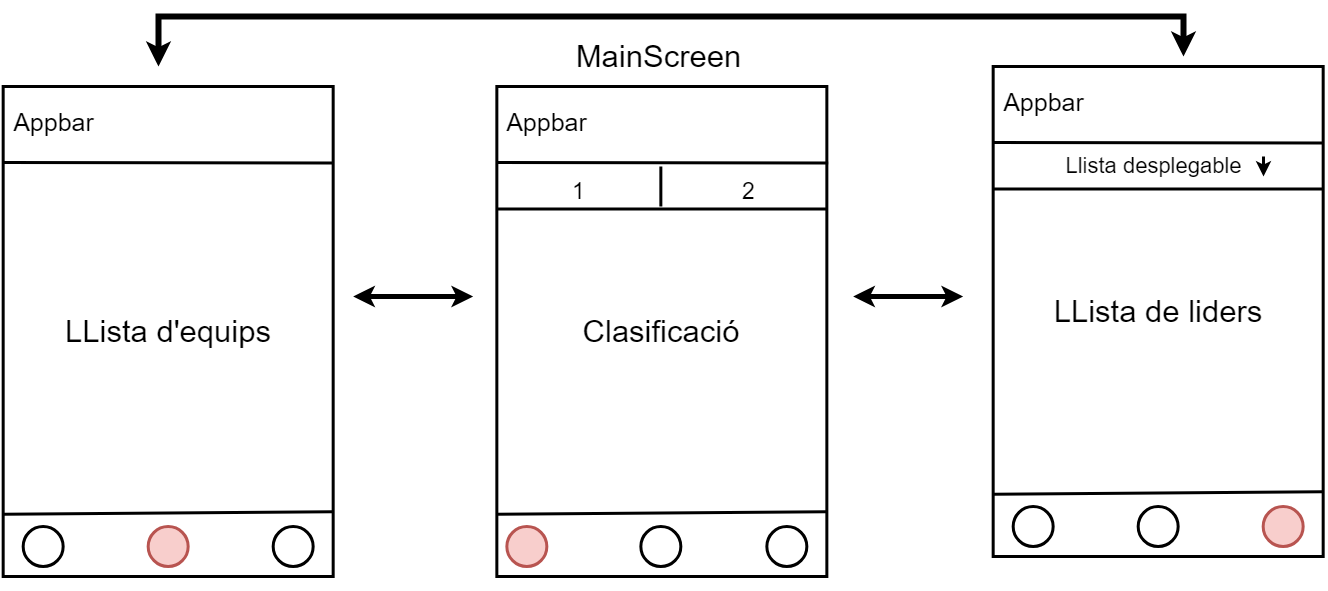 MainScreen
Appbar
LLista d'equips
Appbar
1
2
Clasificació
Appbar
Llista desplegable
LLista de liders